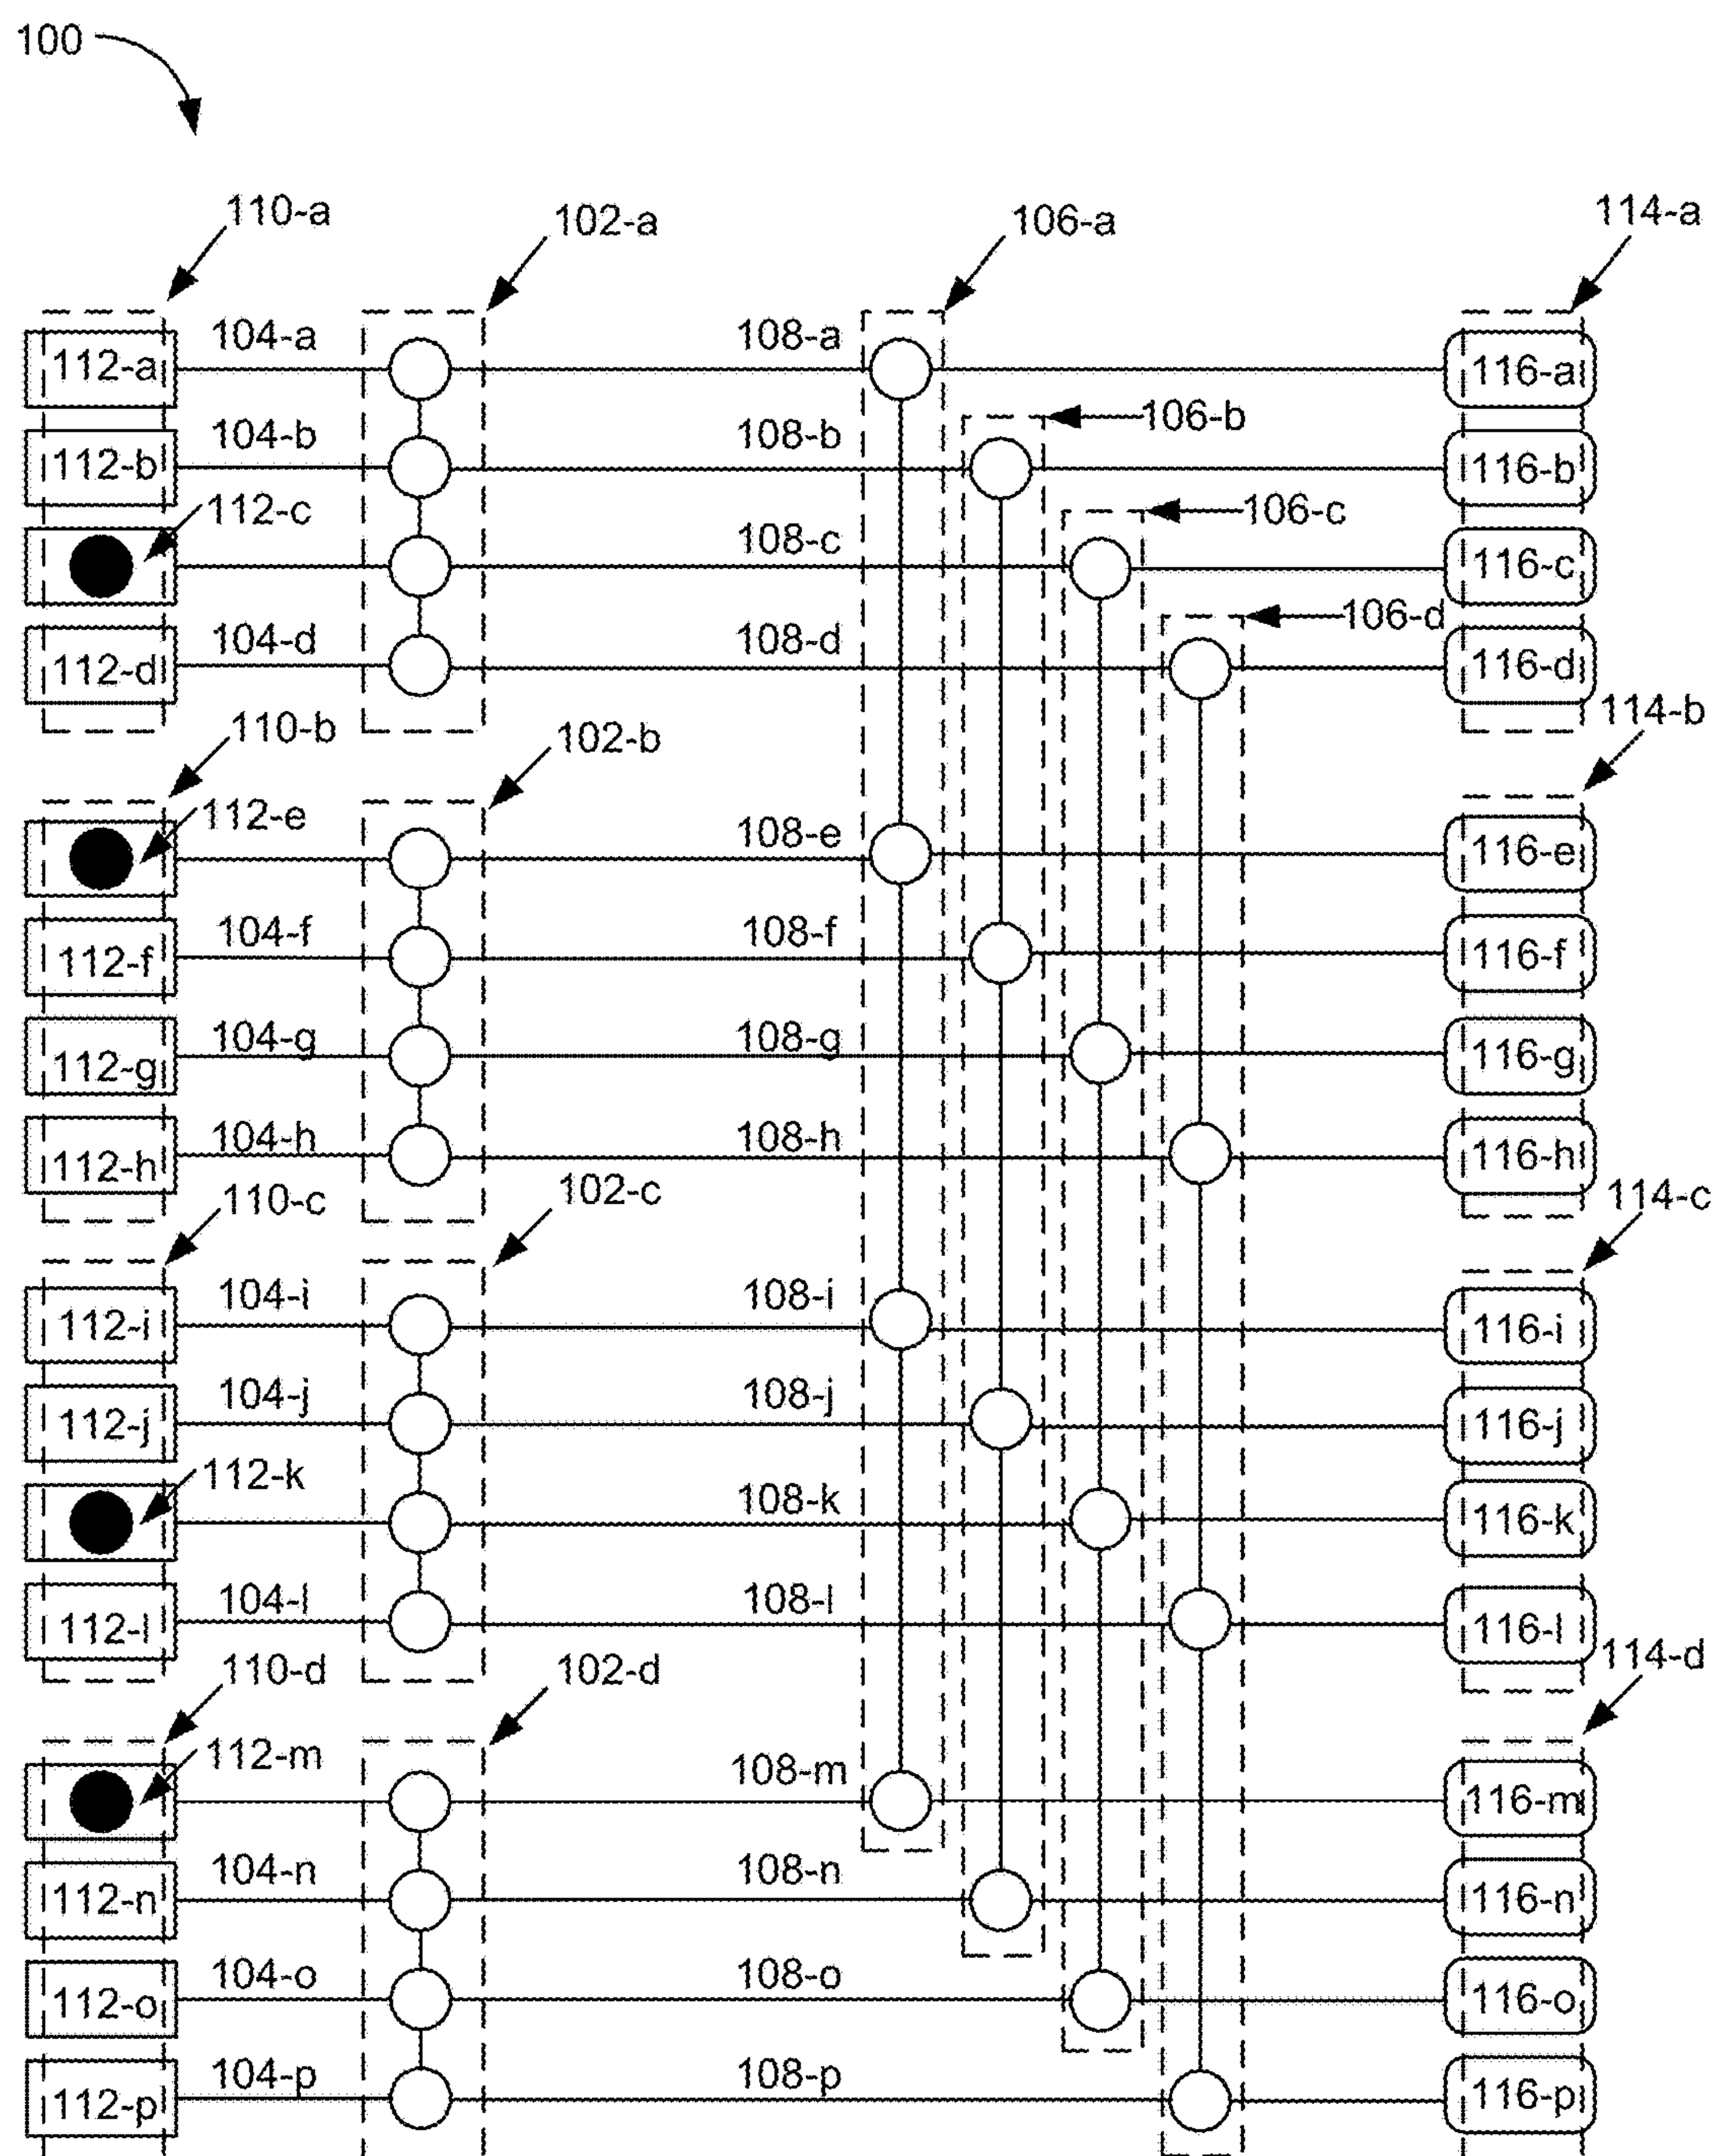 100
110-a 102-a 106-a 114-a
112-a 104-a 108-a 116-a
106-b
112-b 104-b 108-b 116-b
112-c 108-c 106-c 116-c
112-d 104-d 108-d 106-d 116-d
110-b 102-b 114-b
112-e 108-e 116-e
112-f 104-f 108-f 116-f
112-g 104-g 108-g 116-g
112-h 104-h 108-h 116-h
110-c 102-c 114-c
112-i 104-i 108-i 116-i
112-j 104-j 108-j 116-j
112-k 108-k 116-k
112-l 104-l 108-l 116-l
110-d 102-d 114-d
112-m 108-m 116-m
112-n 104-n 108-n 116-n
112-o 104-o 108-o 116-o
112-p 104-p 108-p 116-p